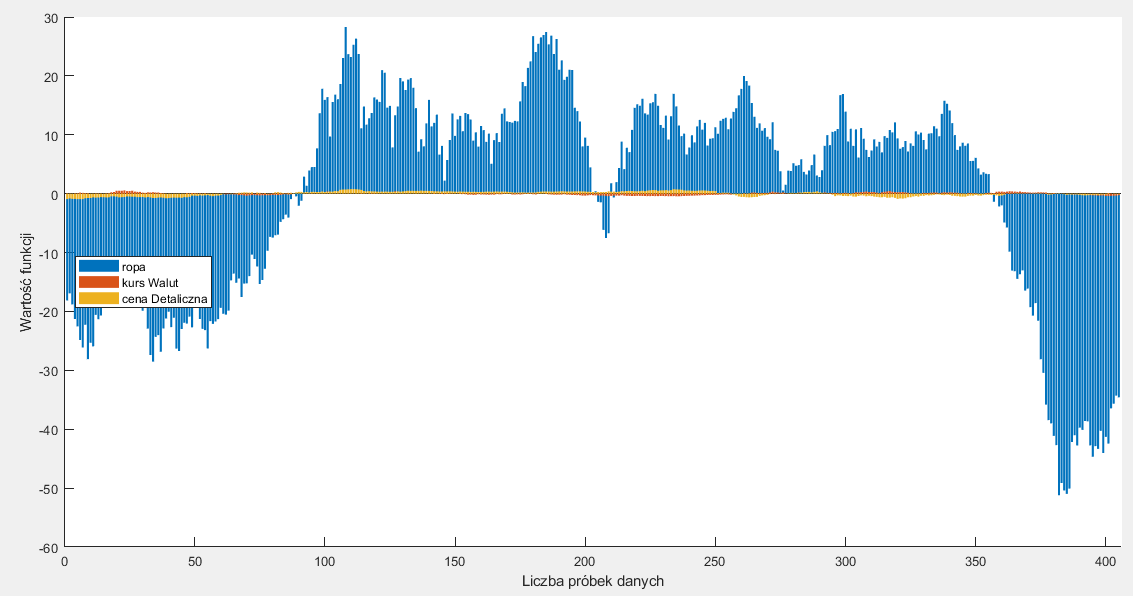 30
20
10
0
-10
-20
-30
-40
-50
-60
Wartość funkcji
ropa
kurs Walut
cena Detaliczna
0 50 100 150 200 250 300 350 400
Liczba próbek danych